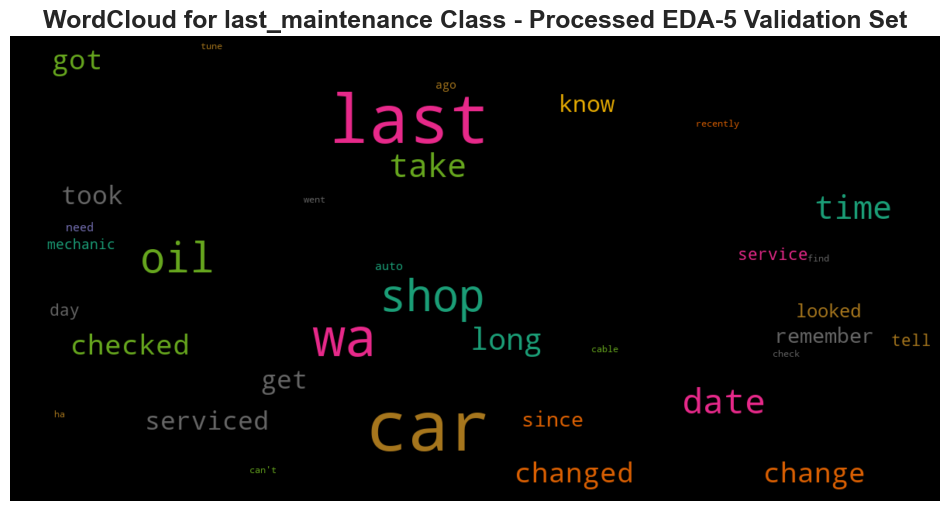 WordCloud for last_maintenance Class - Processed EDA-5 Validation Set
tune
got
ago
last
know
recently
take
took
went
time
need
mechanic
oil
service
find
auto
shop
day
looked
wa
long
remember
tell
checked
cable
check
get
date
ha
serviced
car
since
can't
changed
change